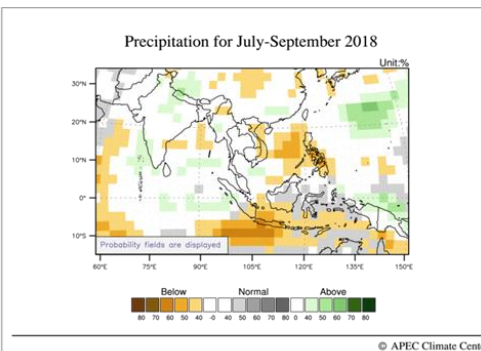 Precipitation for July-September 2018
Unit:%
30°N
20°N
10°N
0°
10°S
Probability fields are displayed
60°E 75°E 90°E 105°E 120°E 135°E 150°E
Below Normal Above
80 70 60 50 40 -0 40 50 60 70 80 0 40 50 60 70 80
© APEC Climate Cent